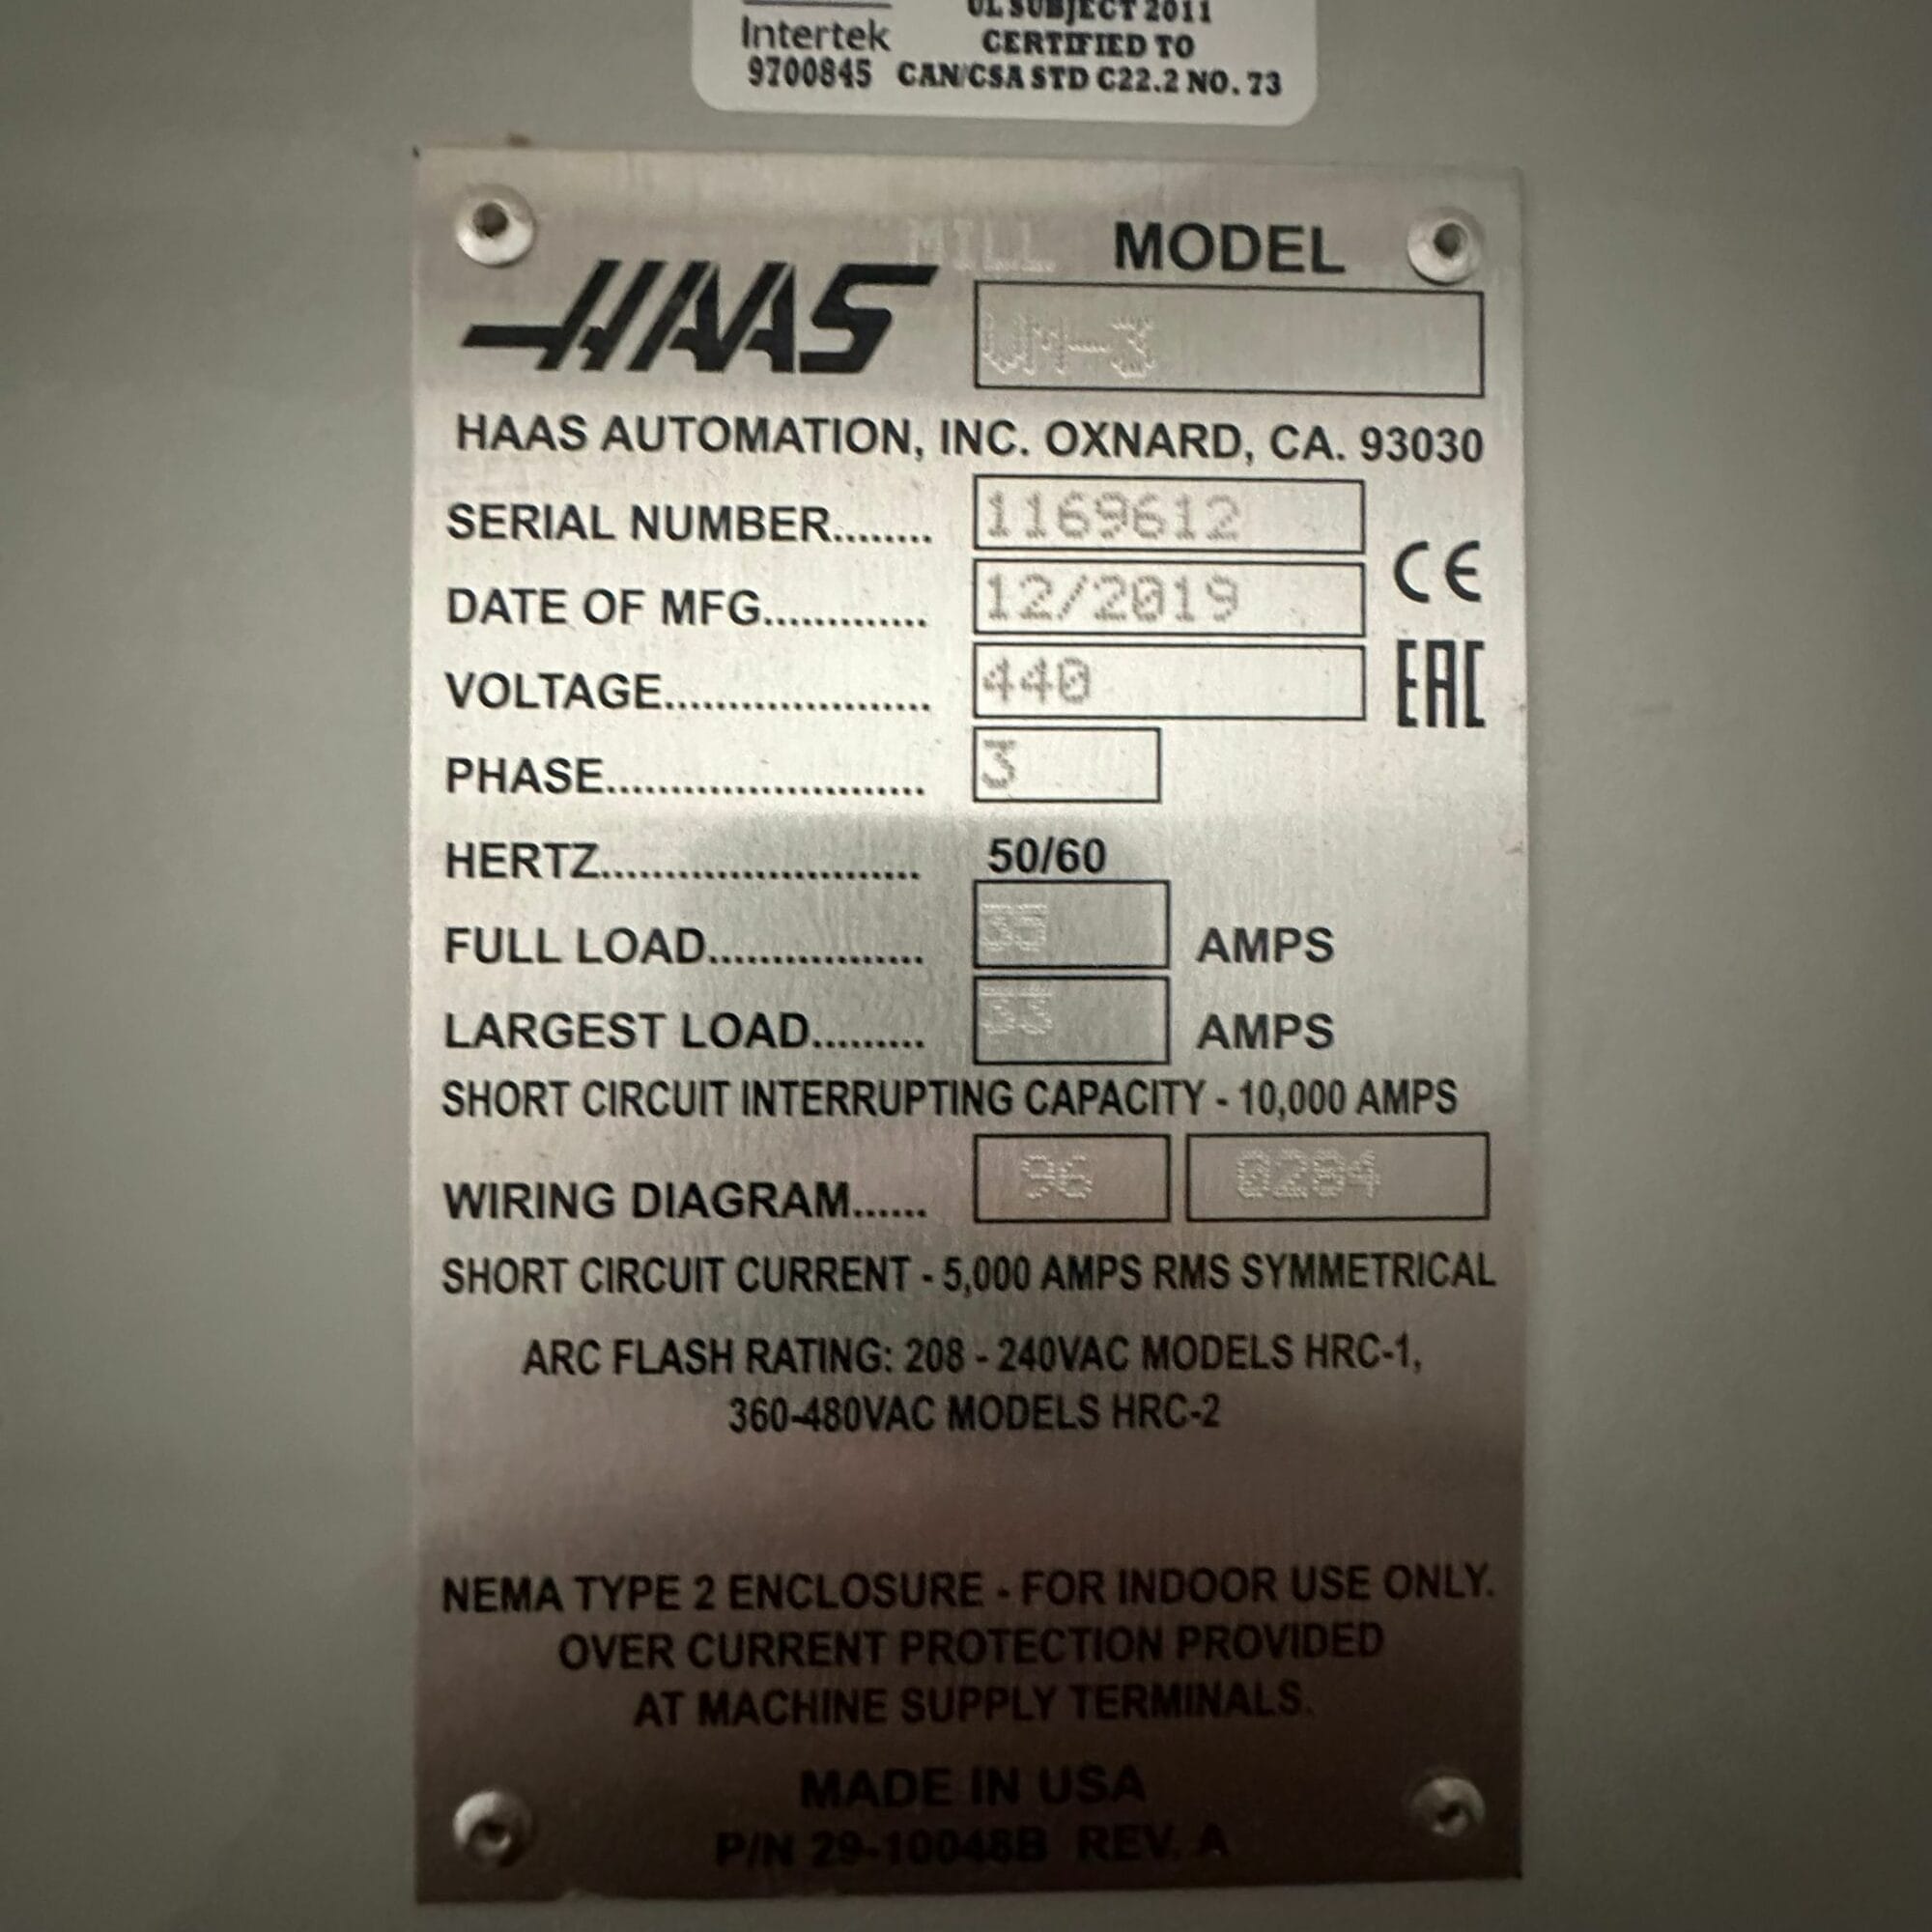 UL SUBJECT 2011
Intertek CERTIFIED TO
9700845 CAN/CSA STD C22.2 NO. 73
MILL MODEL
HAAS VM-3
HAAS AUTOMATION, INC. OXNARD, CA. 93030
SERIAL NUMBER........ 1169612
CE
DATE OF MFG............. 12/2019
VOLTAGE..................... 440
EAC
PHASE......................... 3
HERTZ......................... 50/60
FULL LOAD................. 35 AMPS
LARGEST LOAD......... AMPS
SHORT CIRCUIT INTERRUPTING CAPACITY - 10,000 AMPS
WIRING DIAGRAM...... 96 0284
SHORT CIRCUIT CURRENT - 5,000 AMPS RMS SYMMETRICAL
ARC FLASH RATING: 208 - 240VAC MODELS HRC-1,
360-480VAC MODELS HRC-2
NEMA TYPE 2 ENCLOSURE - FOR INDOOR USE ONLY.
OVER CURRENT PROTECTION PROVIDED
AT MACHINE SUPPLY TERMINALS.
MADE IN USA
P/N 29-10048B REV. A